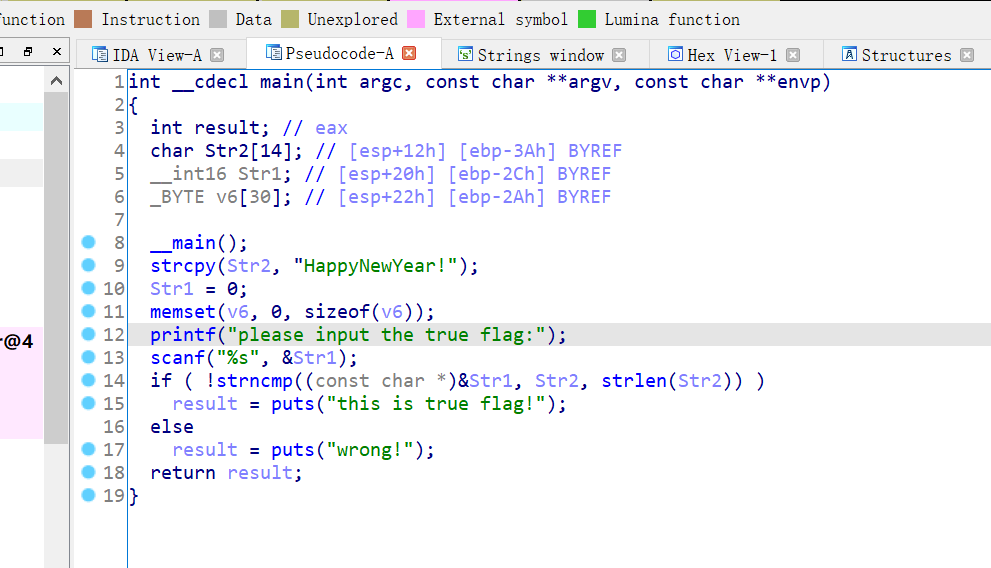 unction Instruction Data Unexplored External symbol Lumina function
IDA View-A Pseudocode-A Strings window Hex View-1 Structures
1 int __cdecl main(int argc, const char **argv, const char **envp)
2 {
3   int result; // eax
4   char Str2[14]; // [esp+12h] [ebp-3Ah] BYREF
5   __int16 Str1; // [esp+20h] [ebp-2Ch] BYREF
6   _BYTE v6[30]; // [esp+22h] [ebp-2Ah] BYREF
7
8   __main();
9   strcpy(Str2, "HappyNewYear!");
10   Str1 = 0;
11   memset(v6, 0, sizeof(v6));
12   printf("please input the true flag:");
13   scanf("%s", &Str1);
14   if ( !strncmp((const char *)&Str1, Str2, strlen(Str2)) )
15     result = puts("this is true flag!");
16   else
17     result = puts("wrong!");
18   return result;
19 }
r@4